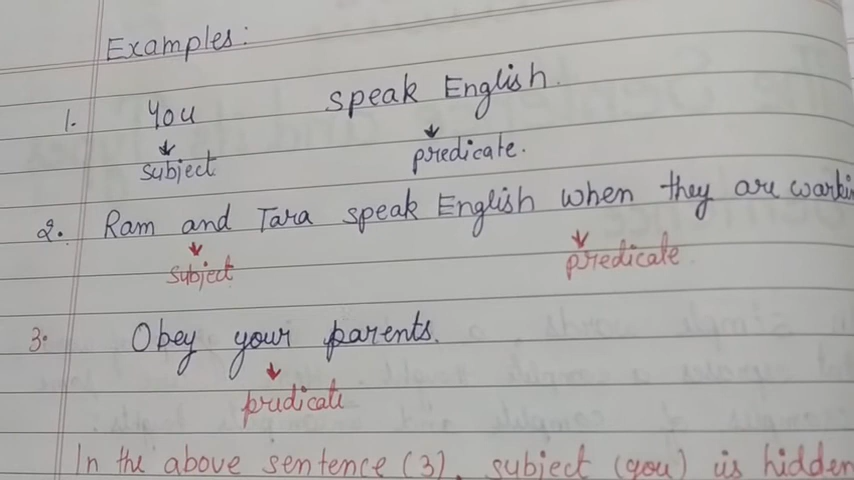 Examples:
1. You speak English.
subject predicate.
2. Ram and Tara speak English when they are workin
subject predicate
3. Obey your parents.
predicate
In the above sentence (3), subject (you) is hidden